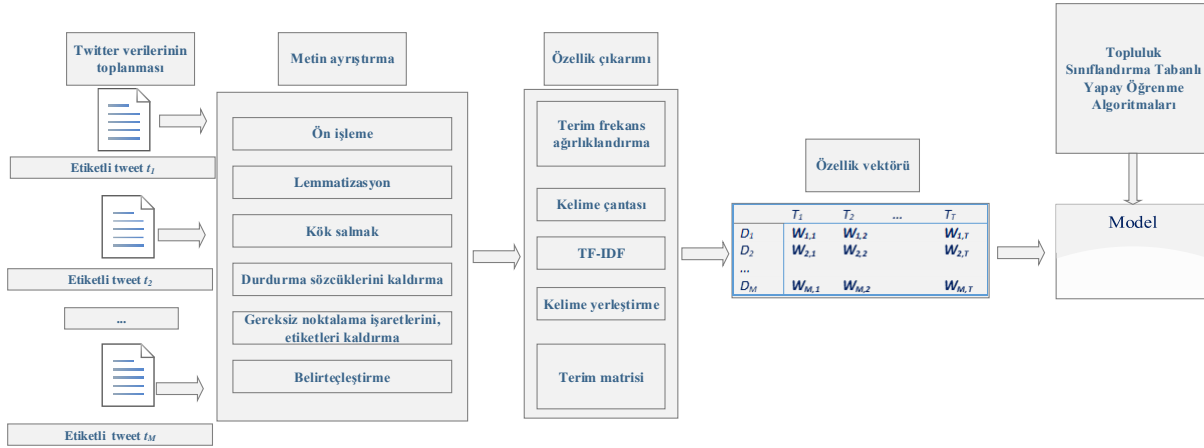 Twitter verilerinin
toplanması
Etiketli tweet t1
Etiketli tweet t2
...
Etiketli tweet tM
Metin ayrıştırma
Ön işleme
Lemmatizasyon
Kök salmak
Durdurma sözcüklerini kaldırma
Gereksiz noktalama işaretlerini,
etiketleri kaldırma
Belirteçleştirme
Özellik çıkarımı
Terim frekans
ağırlıklandırma
Kelime çantası
TF-IDF
Kelime yerleştirme
Terim matrisi
Özellik vektörü
T1 T2 ... TT
D1 W1,1 W1,2 W1,T
D2 W2,1 W2,2 W2,T
...
DM WM,1 WM,2 WM,T
Topluluk
Sınıflandırma Tabanlı
Yapay Öğrenme
Algoritmaları
Model